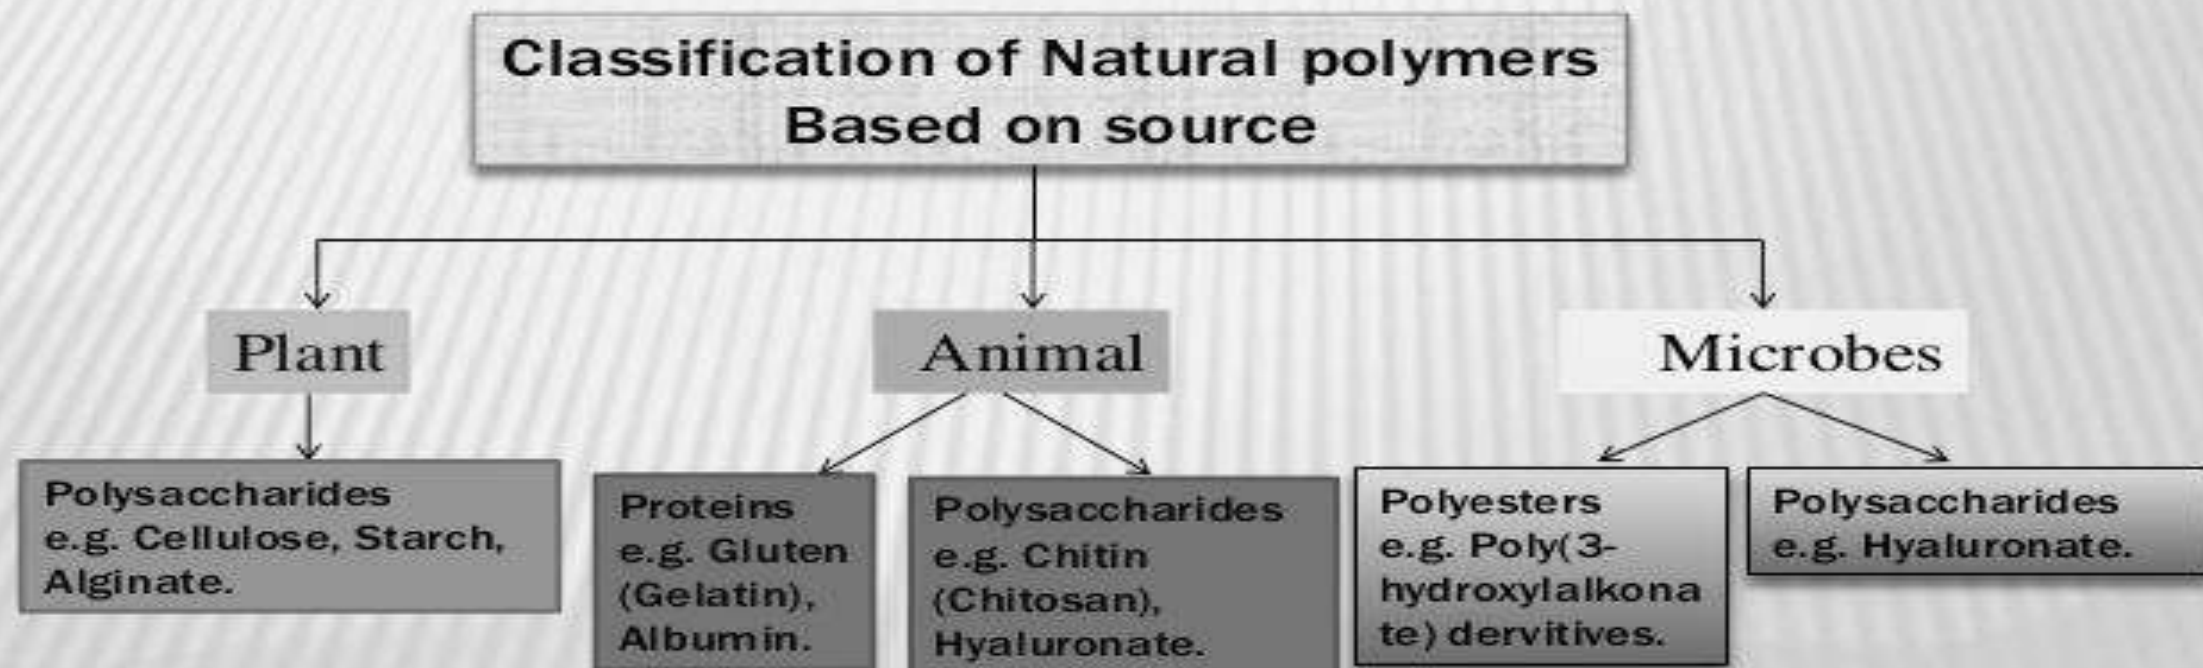 Classification of Natural polymers
Based on source
Plant
Animal
Microbes
Polysaccharides
e.g. Cellulose, Starch,
Alginate.
Proteins
e.g. Gluten
(Gelatin),
Albumin.
Polysaccharides
e.g. Chitin
(Chitosan),
Hyaluronate.
Polyesters
e.g. Poly(3-
hydroxylalkona
te) dervitives.
Polysaccharides
e.g. Hyaluronate.